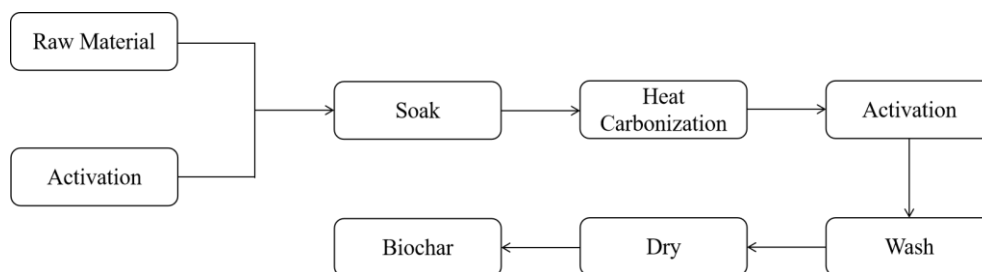 Raw Material
Activation
Soak
Heat
Carbonization
Activation
Wash
Dry
Biochar